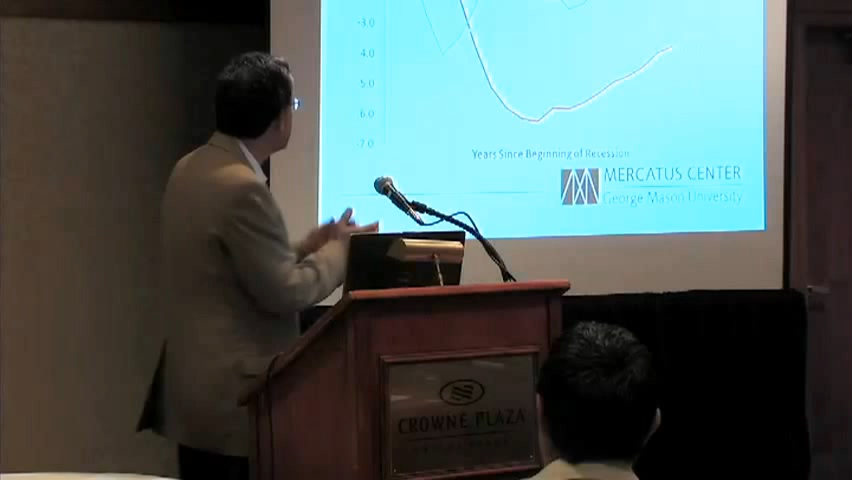 -3.0
-4.0
-5.0
-6.0
-7.0
Years Since Beginning of Recession
MERCATUS CENTER
George Mason University
CROWNE PLAZA